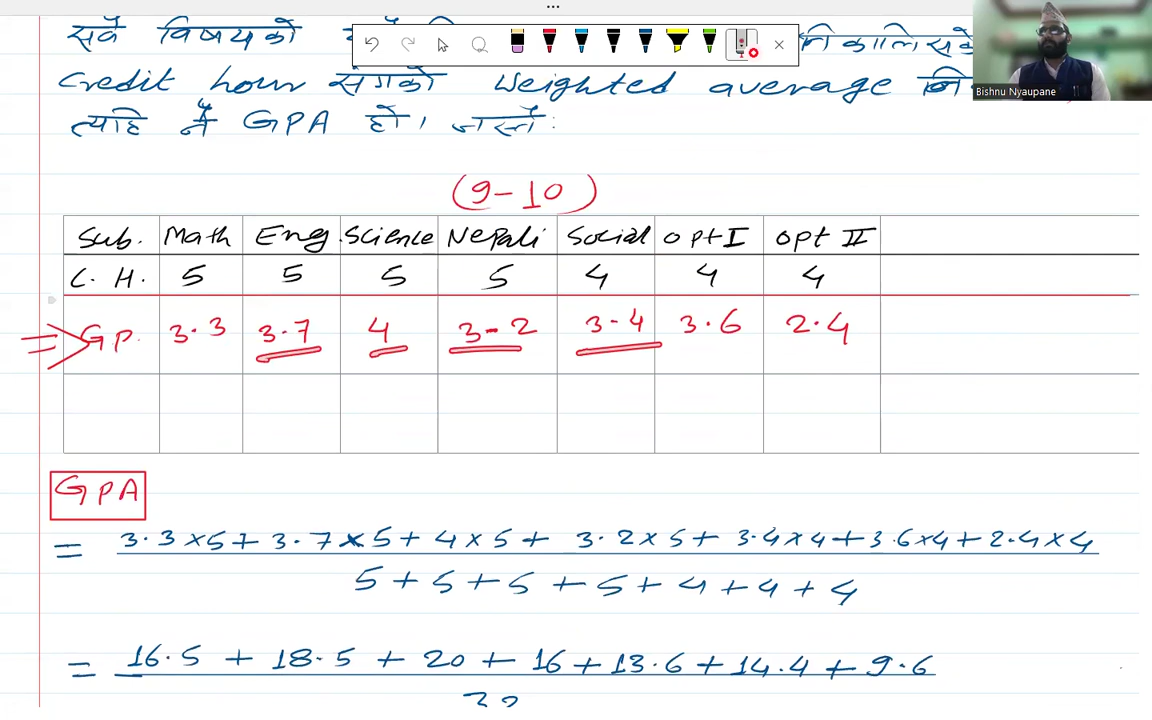 सवै विषयको
Credit hour संगको Weighted average
त्यहि नै GPA हो। जस्तै:
Bishnu Nyaupane
(9-10)
Sub. Math Eng. Science Nepali Social opt I opt II
C. H. 5 5 5 5 4 4 4
=> G.P. 3.3 3.7 4 3.2 3.4 3.6 2.4
GPA
= 3.3×5+3.7×5+4×5+ 3.2×5+3.4×4+3.6×4+2.4×4
5+5+5+5+4+4+4
= 16.5 + 18.5 + 20 + 16 + 13.6 + 14.4 + 9.6